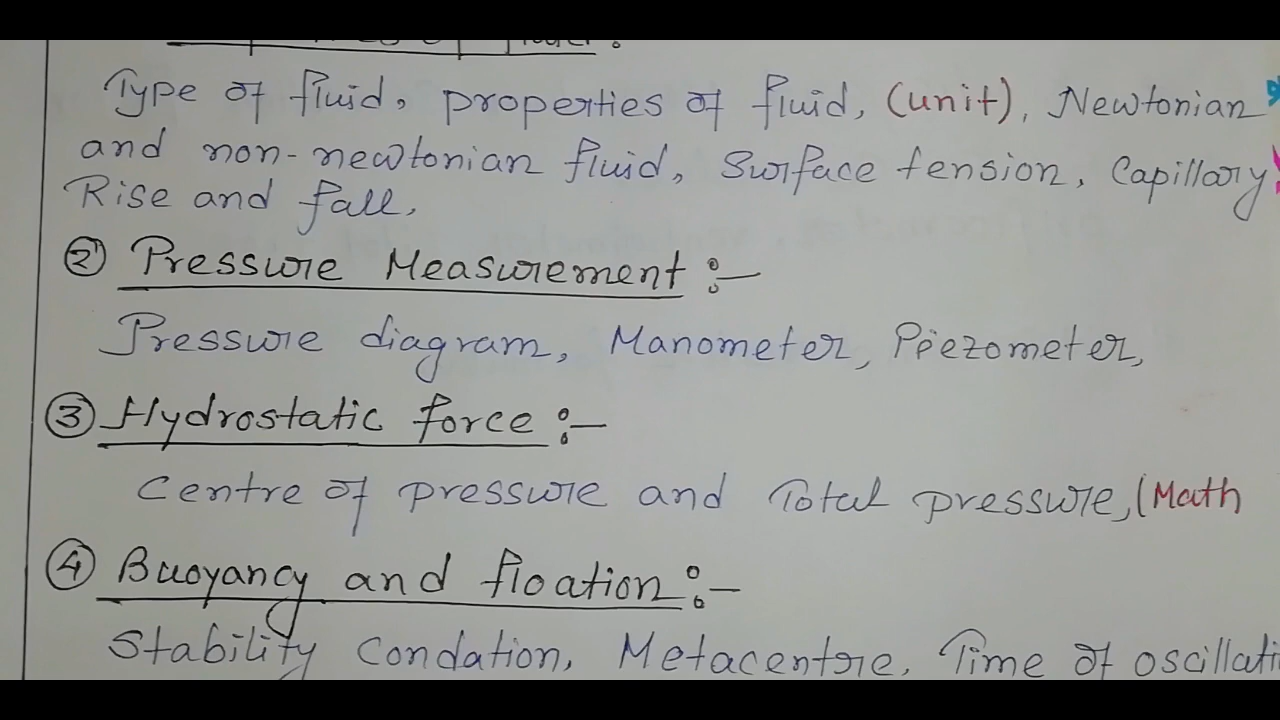 Type of fluid, properties of fluid, (unit), Newtonian
and non-newtonian fluid, Surface tension, Capillary
Rise and fall,
② Pressure Measurement :-
Pressure diagram, Manometer, Piezometer,
③ Hydrostatic force :-
Centre of pressure and Total pressure, (Math
④ Buoyancy and floation :-
Stability Condation, Metacentre, Time of oscillati